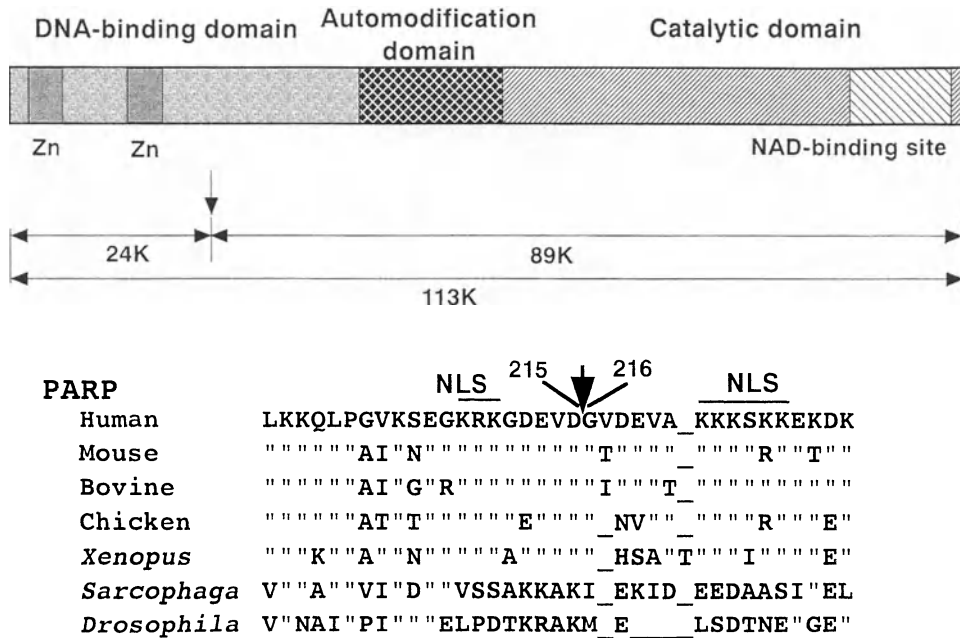 DNA-binding domain
Automodification
domain
Catalytic domain
Zn
Zn
NAD-binding site
24K
89K
113K
PARP
NLS
215
216
NLS
Human LKKQLPGVKSEGKRKGDEVDGVDEVA_KKKSKKEKDK
Mouse """"""AI"N"""""""""""T""""_""""R""T""
Bovine """"""AI"G"R"""""""""I"""T_""""""""""
Chicken """"""AT"T""""""E""""_NV""_""""R"""E"
Xenopus """K""A""N"""""A"""""_HSA"T"""I""""E"
Sarcophaga V""A""VI"D""VSSAKKAKI_EKID_EEDAASI"EL
Drosophila V"NAI"PI"""ELPDTKRAKM_E____LSDTNE"GE"